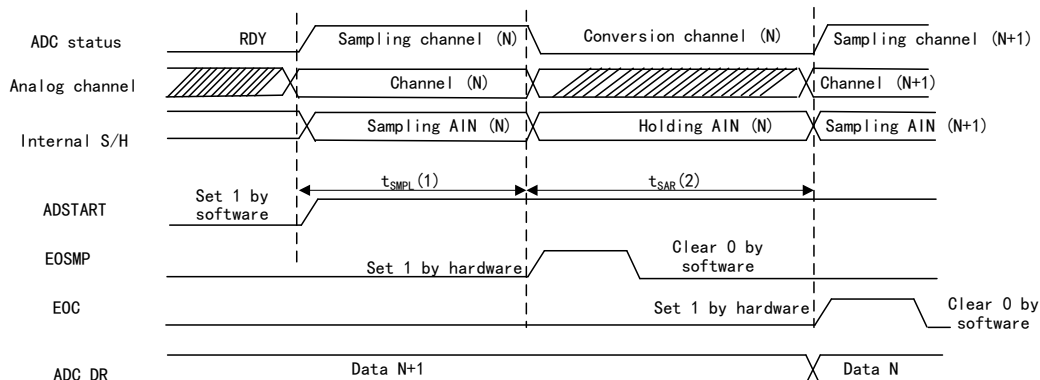 ADC status RDY Sampling channel (N) Conversion channel (N) Sampling channel (N+1)
Analog channel Channel (N) Channel (N+1)
Internal S/H Sampling AIN (N) Holding AIN (N) Sampling AIN (N+1)
tSMPL(1) tSAR(2)
ADSTART Set 1 by
software
EOSMP Set 1 by hardware Clear 0 by
software
EOC Set 1 by hardware Clear 0 by
software
ADC DR Data N+1 Data N